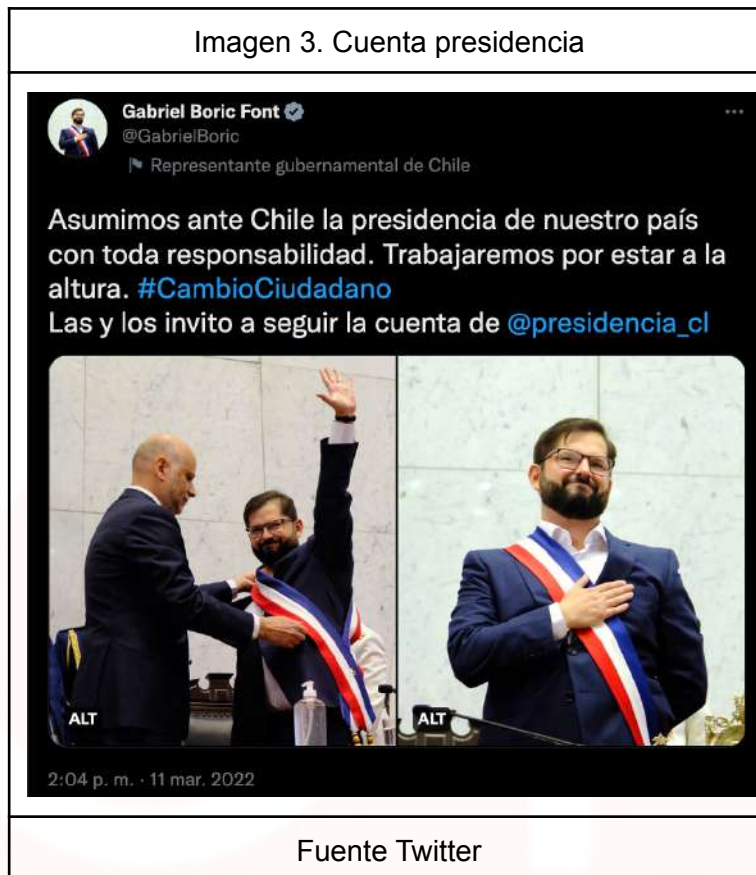 Imagen 3. Cuenta presidencia
Gabriel Boric Font
@GabrielBoric
Representante gubernamental de Chile
Asumimos ante Chile la presidencia de nuestro país
con toda responsabilidad. Trabajaremos por estar a la
altura. #CambioCiudadano
Las y los invito a seguir la cuenta de @presidencia_cl
ALT
ALT
2:04 p. m. · 11 mar. 2022
Fuente Twitter